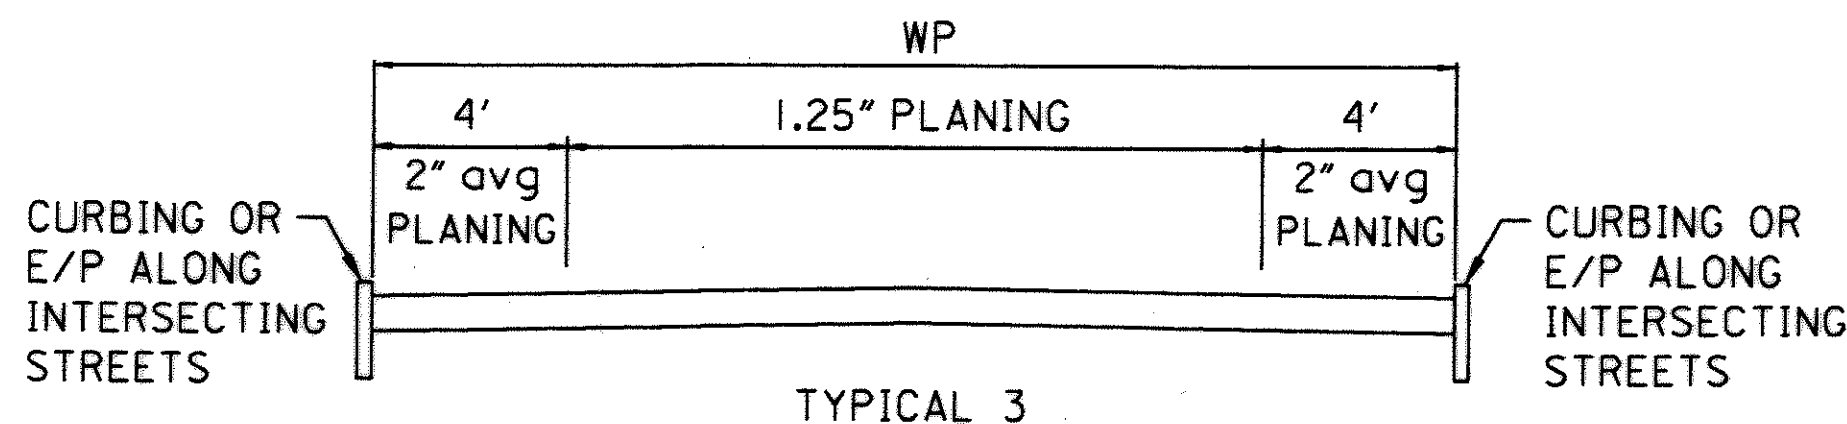 WP
4'
1.25" PLANING
4'
2" avg
PLANING
2" avg
PLANING
CURBING OR
E/P ALONG
INTERSECTING
STREETS
CURBING OR
E/P ALONG
INTERSECTING
STREETS
TYPICAL 3